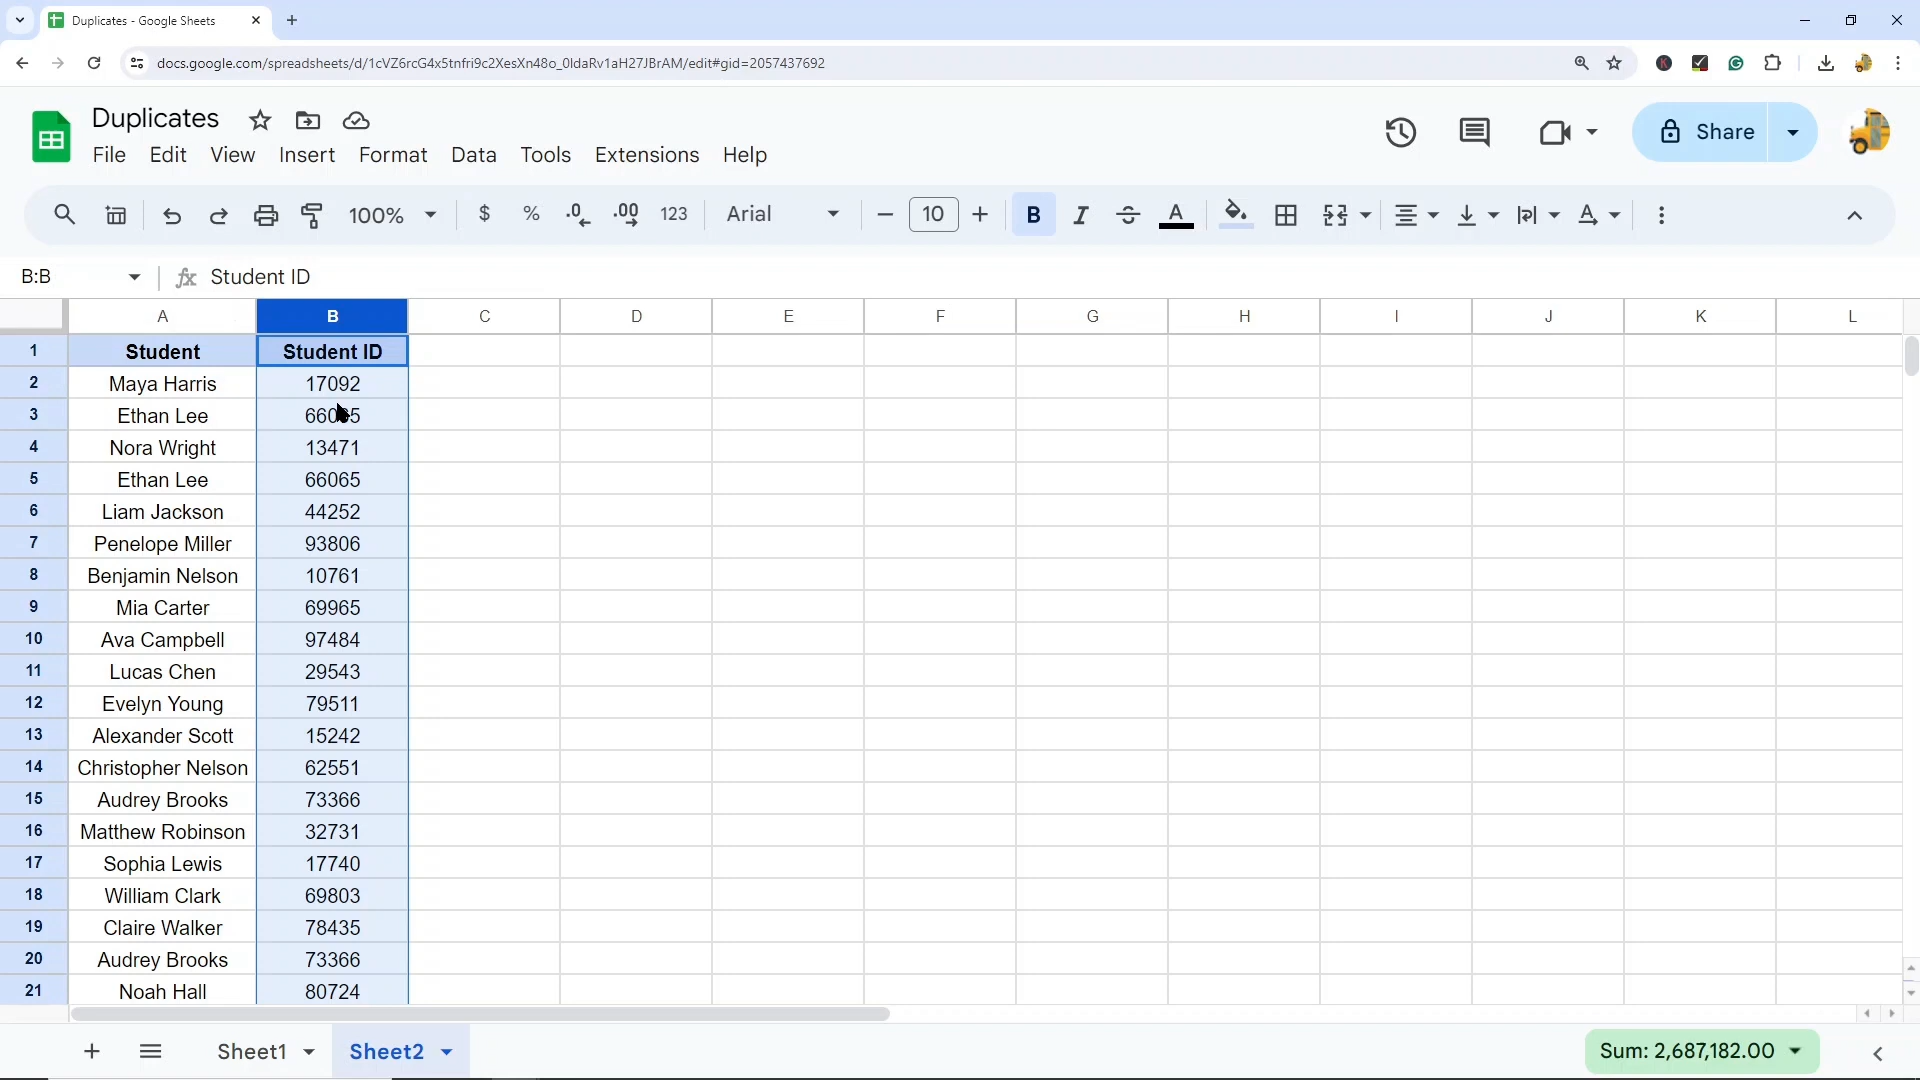 Duplicates - Google Sheets
docs.google.com/spreadsheets/d/1cVZ6rcG4x5tnfri9c2XesXn48o_0IdaRv1aH27JBrAM/edit#gid=2057437692
Duplicates
File Edit View Insert Format Data Tools Extensions Help
Share
100% $ % .0 .00 123 Arial 10 B I S A A
B:B fx Student ID
A B C D E F G H I J K L
1 Student Student ID
2 Maya Harris 17092
3 Ethan Lee
4 Nora Wright 13471
5 Ethan Lee 66065
6 Liam Jackson 44252
7 Penelope Miller 93806
8 Benjamin Nelson 10761
9 Mia Carter 69965
10 Ava Campbell 97484
11 Lucas Chen 29543
12 Evelyn Young 79511
13 Alexander Scott 15242
14 Christopher Nelson 62551
15 Audrey Brooks 73366
16 Matthew Robinson 32731
17 Sophia Lewis 17740
18 William Clark 69803
19 Claire Walker 78435
20 Audrey Brooks 73366
21 Noah Hall 80724
Sheet1 Sheet2 Sum: 2,687,182.00